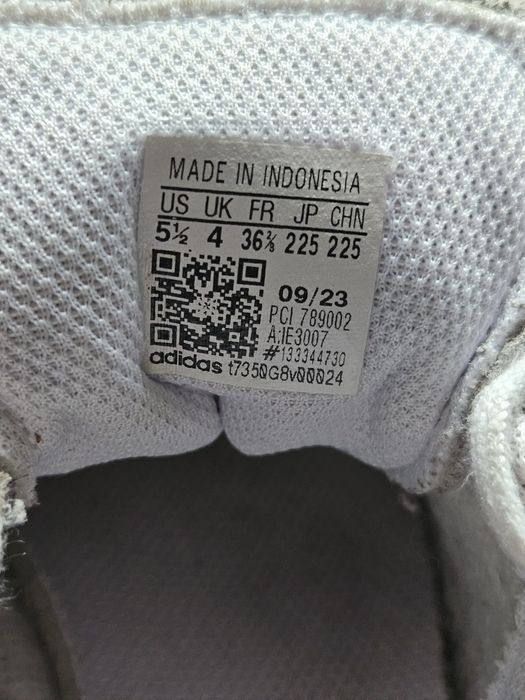 MADE IN INDONESIA
US UK FR JP CHN
5½ 4 36⅔ 225 225
09/23
PCI 789002
A:IE3007
#133344730
adidas t7350G8v00024